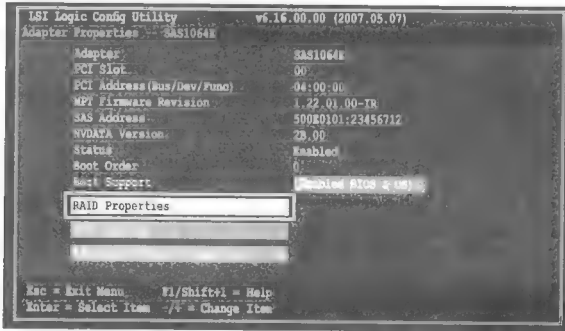 LSI Logic Config Utility v6.16.00.00 (2007.05.07)
Adapter Properties SAS1064E
Adapter SAS1064E
PCI Slot 00
PCI Address(Bus/Dev/Func) 04:00:00
MPT Firmware Revision 1.22.01.00-IR
SAS Address 500E0101:23456712
NVDATA Version 2B.00
Status Enabled
Boot Order 0
Boot Support [Enabled BIOS & OS]
RAID Properties
Esc = Exit Menu F1/Shift+1 = Help
Enter = Select Item -/+ = Change Item